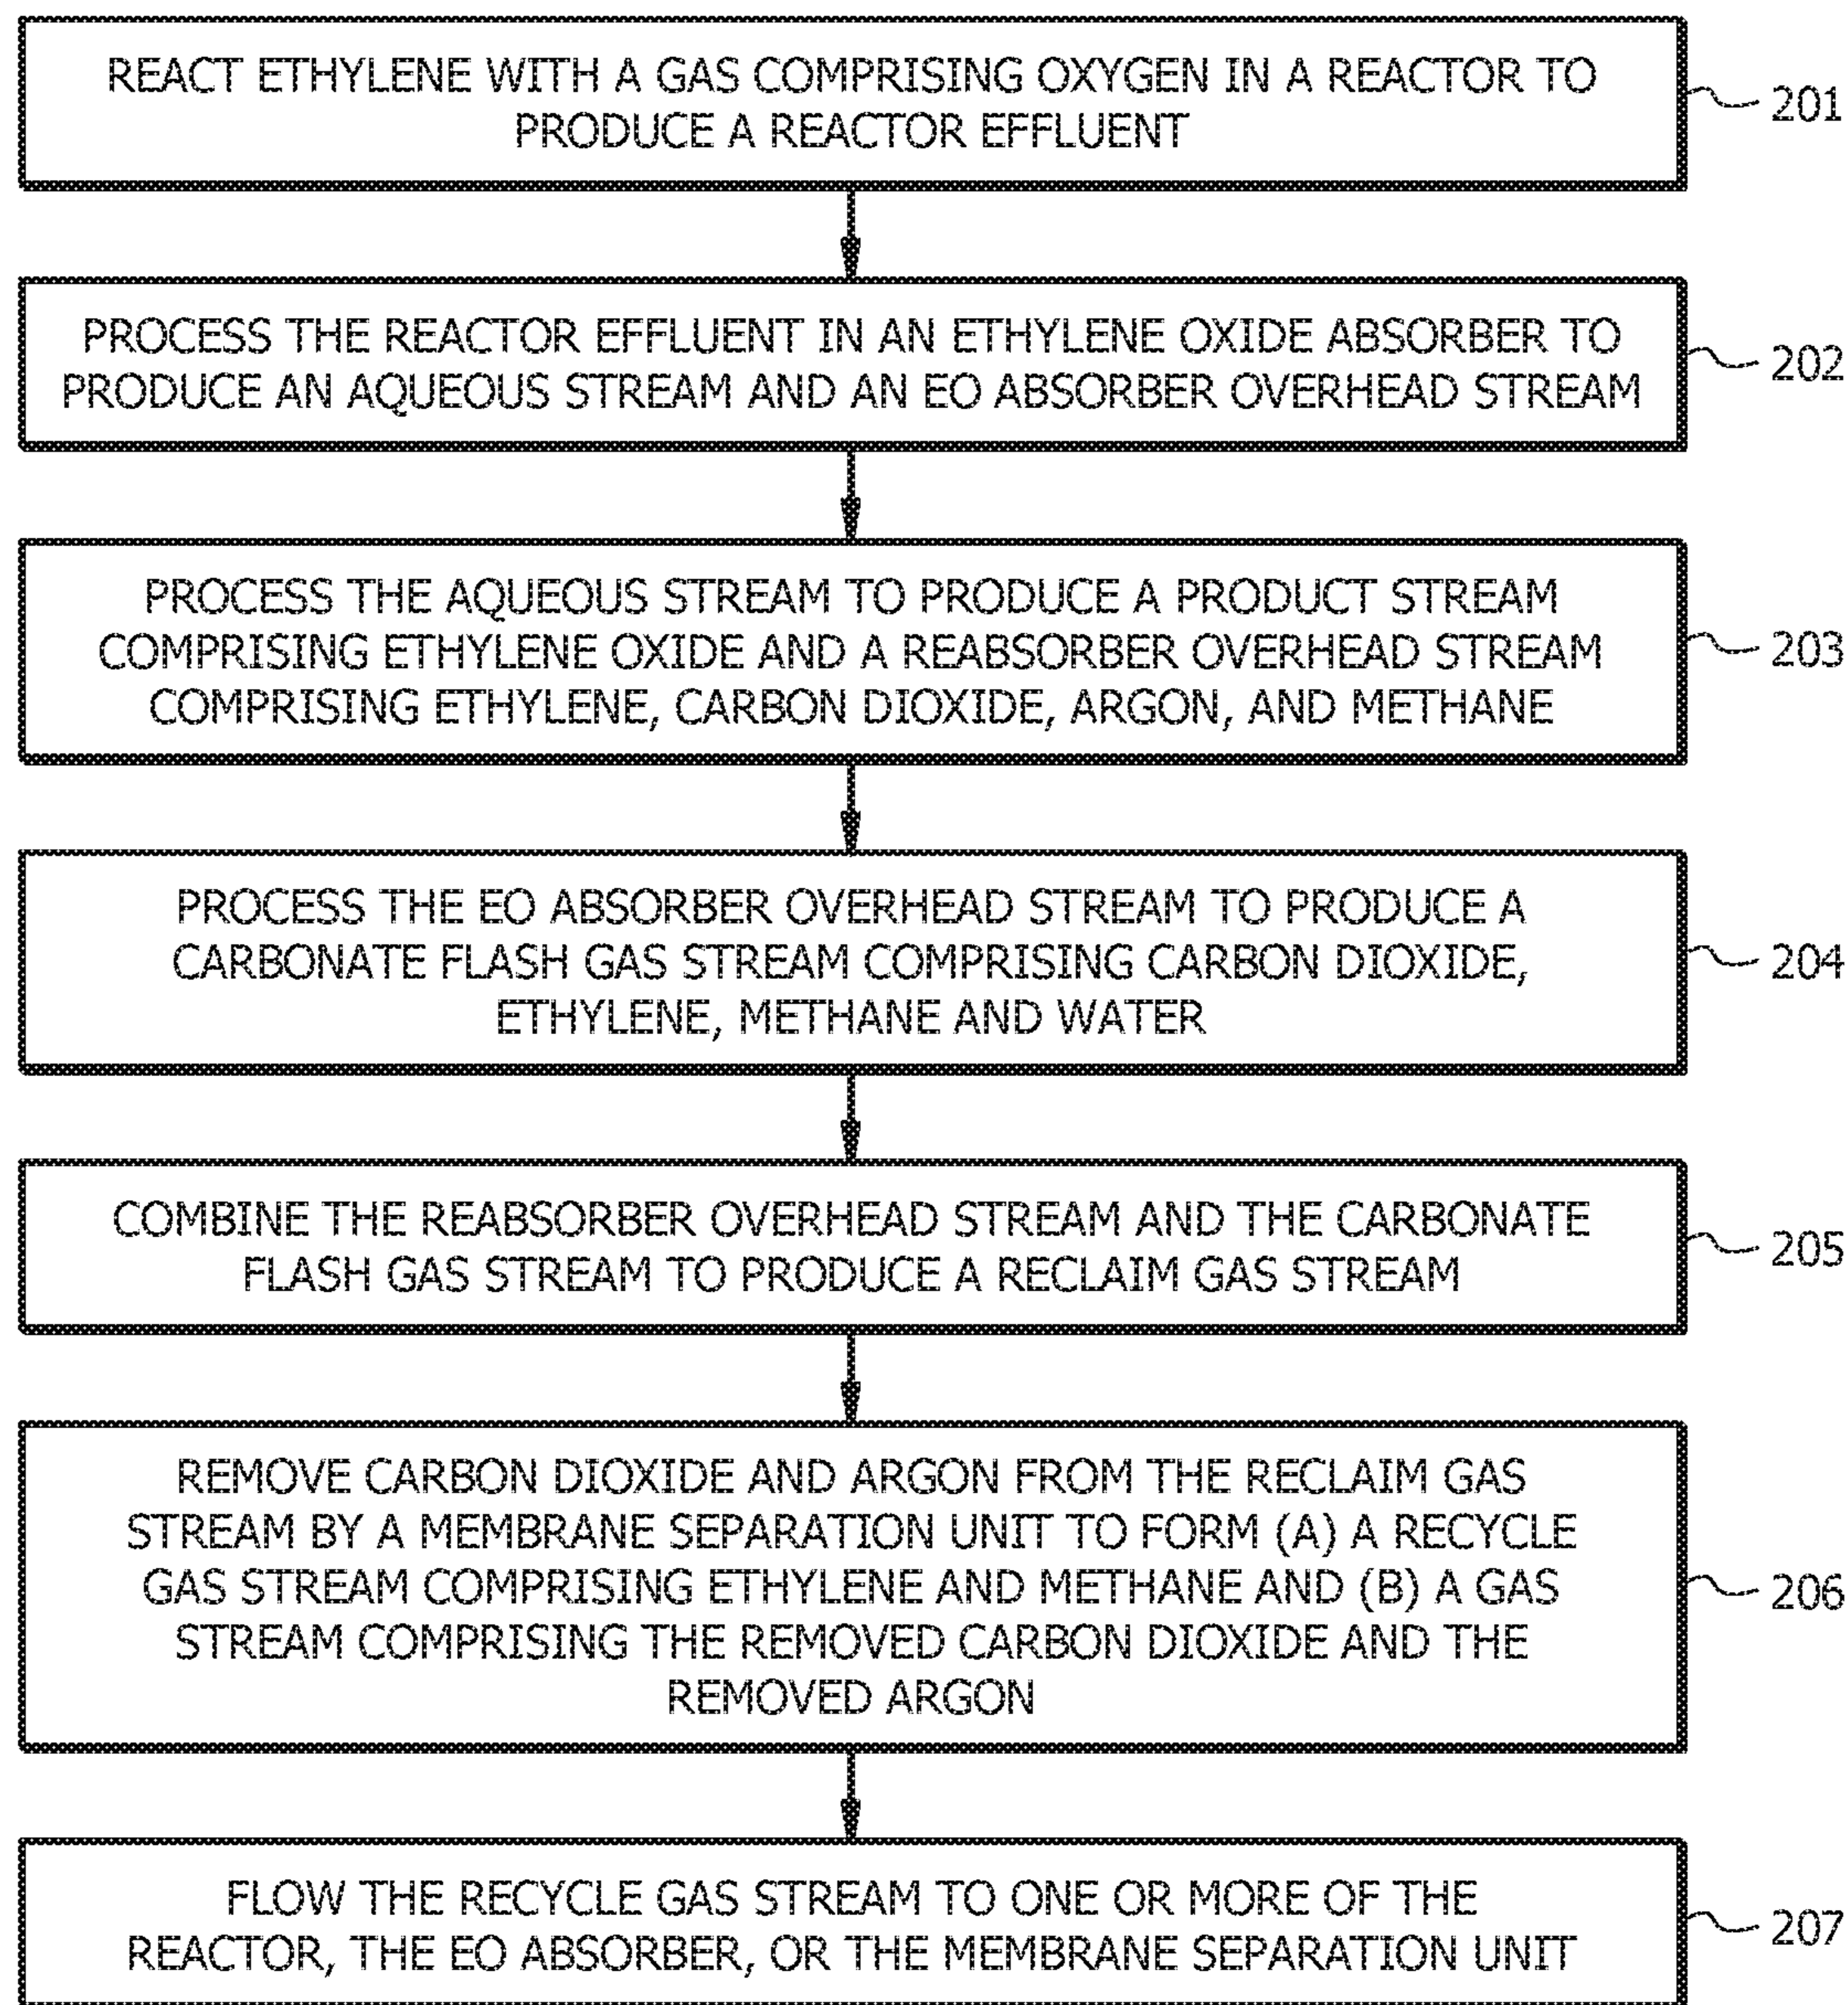 REACT ETHYLENE WITH A GAS COMPRISING OXYGEN IN A REACTOR TO
PRODUCE A REACTOR EFFLUENT
201
PROCESS THE REACTOR EFFLUENT IN AN ETHYLENE OXIDE ABSORBER TO
PRODUCE AN AQUEOUS STREAM AND AN EO ABSORBER OVERHEAD STREAM
202
PROCESS THE AQUEOUS STREAM TO PRODUCE A PRODUCT STREAM
COMPRISING ETHYLENE OXIDE AND A REABSORBER OVERHEAD STREAM
COMPRISING ETHYLENE, CARBON DIOXIDE, ARGON, AND METHANE
203
PROCESS THE EO ABSORBER OVERHEAD STREAM TO PRODUCE A
CARBONATE FLASH GAS STREAM COMPRISING CARBON DIOXIDE,
ETHYLENE, METHANE AND WATER
204
COMBINE THE REABSORBER OVERHEAD STREAM AND THE CARBONATE
FLASH GAS STREAM TO PRODUCE A RECLAIM GAS STREAM
205
REMOVE CARBON DIOXIDE AND ARGON FROM THE RECLAIM GAS
STREAM BY A MEMBRANE SEPARATION UNIT TO FORM (A) A RECYCLE
GAS STREAM COMPRISING ETHYLENE AND METHANE AND (B) A GAS
STREAM COMPRISING THE REMOVED CARBON DIOXIDE AND THE
REMOVED ARGON
206
FLOW THE RECYCLE GAS STREAM TO ONE OR MORE OF THE
REACTOR, THE EO ABSORBER, OR THE MEMBRANE SEPARATION UNIT
207